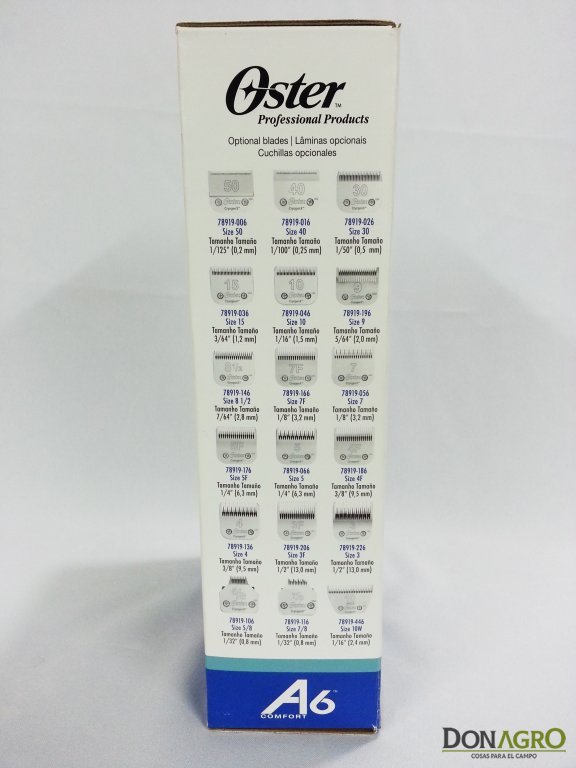 Oster™
Professional Products
Optional blades | Lâminas opcionais
Cuchillas opcionales
50 40 30
78919-006 78919-016 78919-026
Size 50 Size 40 Size 30
Tamanho Tamaño Tamanho Tamaño Tamanho Tamaño
1/125" (0,2 mm) 1/100" (0,25 mm) 1/50" (0,5 mm)
15 10 9
78919-036 78919-046 78919-196
Size 15 Size 10 Size 9
Tamanho Tamaño Tamanho Tamaño Tamanho Tamaño
3/64" (1,2 mm) 1/16" (1,5 mm) 5/64" (2,0 mm)
8 1/2 7F 7
78919-146 78919-166 78919-056
Size 8 1/2 Size 7F Size 7
Tamanho Tamaño Tamanho Tamaño Tamanho Tamaño
7/64" (2,8 mm) 1/8" (3,2 mm) 1/8" (3,2 mm)
5F 5 4F
78919-176 78919-066 78919-186
Size 5F Size 5 Size 4F
Tamanho Tamaño Tamanho Tamaño Tamanho Tamaño
1/4" (6,3 mm) 1/4" (6,3 mm) 3/8" (9,5 mm)
4 3F 3
78919-136 78919-206 78919-226
Size 4 Size 3F Size 3
Tamanho Tamaño Tamanho Tamaño Tamanho Tamaño
3/8" (9,5 mm) 1/2" (13,0 mm) 1/2" (13,0 mm)
78919-106 78919-116 78919-446
Size 5/8 Size 7/8 Size 10W
Tamanho Tamaño Tamanho Tamaño Tamanho Tamaño
1/32" (0,8 mm) 1/32" (0,8 mm) 1/16" (2,4 mm)
A6™
COMFORT
DONAGRO
COSAS PARA EL CAMPO